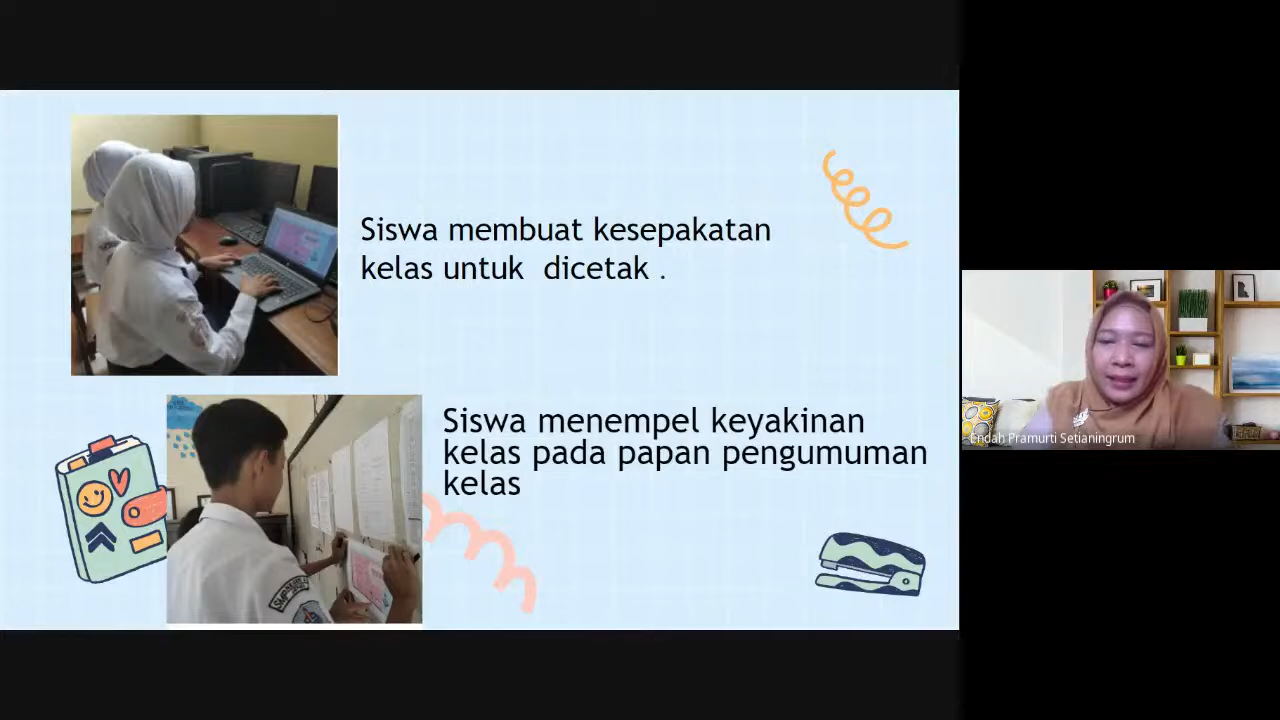 Siswa membuat kesepakatan
kelas untuk dicetak .
Siswa menempel keyakinan
kelas pada papan pengumuman
kelas
Endah Pramurti Setianingrum